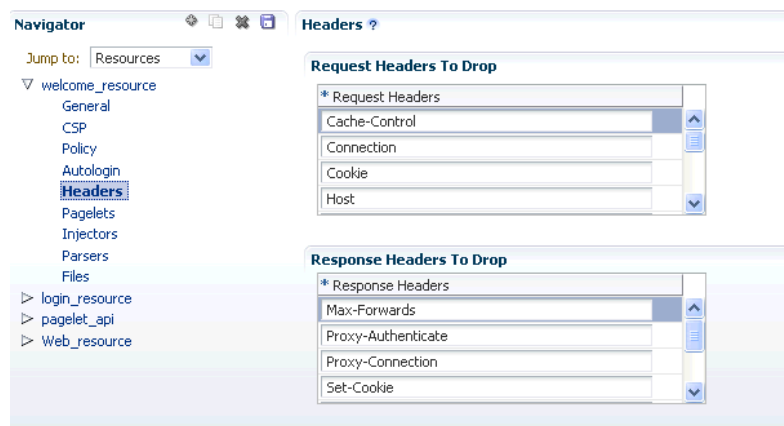 Navigator
Jump to: Resources
welcome_resource
General
CSP
Policy
Autologin
Headers
Pagelets
Injectors
Parsers
Files
login_resource
pagelet_api
Web_resource
Headers ?
Request Headers To Drop
* Request Headers
Cache-Control
Connection
Cookie
Host
Response Headers To Drop
* Response Headers
Max-Forwards
Proxy-Authenticate
Proxy-Connection
Set-Cookie